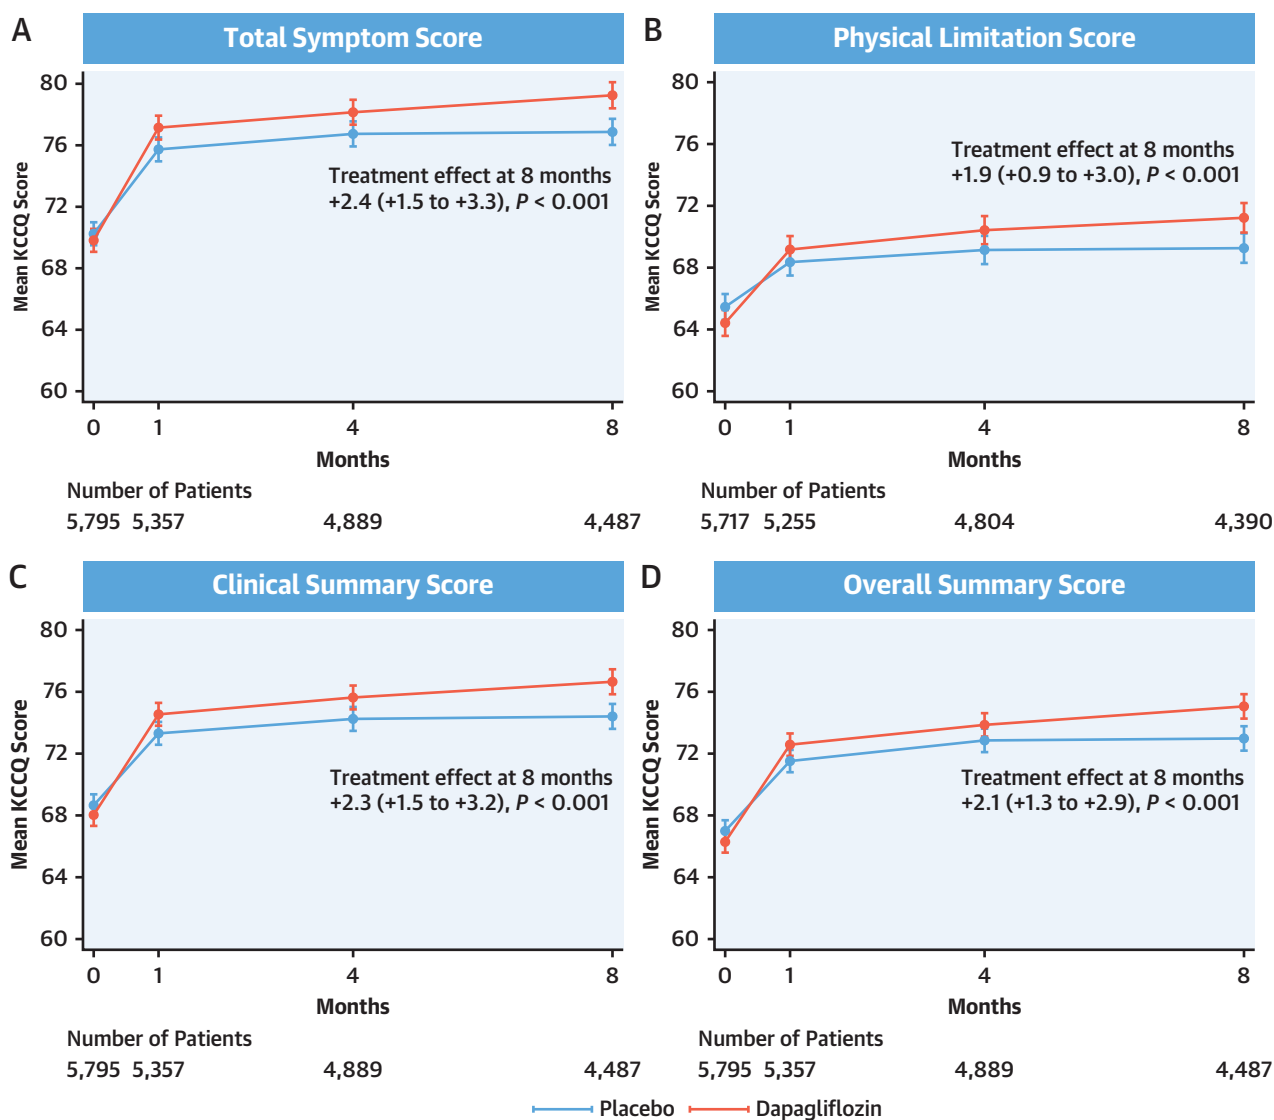 A
Total Symptom Score
Mean KCCQ Score
80
76
72
68
64
60
Treatment effect at 8 months
+2.4 (+1.5 to +3.3), P < 0.001
0 1 4 8
Months
Number of Patients
5,795 5,357 4,889 4,487
B
Physical Limitation Score
Mean KCCQ Score
80
76
72
68
64
60
Treatment effect at 8 months
+1.9 (+0.9 to +3.0), P < 0.001
0 1 4 8
Months
Number of Patients
5,717 5,255 4,804 4,390
C
Clinical Summary Score
Mean KCCQ Score
80
76
72
68
64
60
Treatment effect at 8 months
+2.3 (+1.5 to +3.2), P < 0.001
0 1 4 8
Months
Number of Patients
5,795 5,357 4,889 4,487
D
Overall Summary Score
Mean KCCQ Score
80
76
72
68
64
60
Treatment effect at 8 months
+2.1 (+1.3 to +2.9), P < 0.001
0 1 4 8
Months
Number of Patients
5,795 5,357 4,889 4,487
Placebo Dapagliflozin